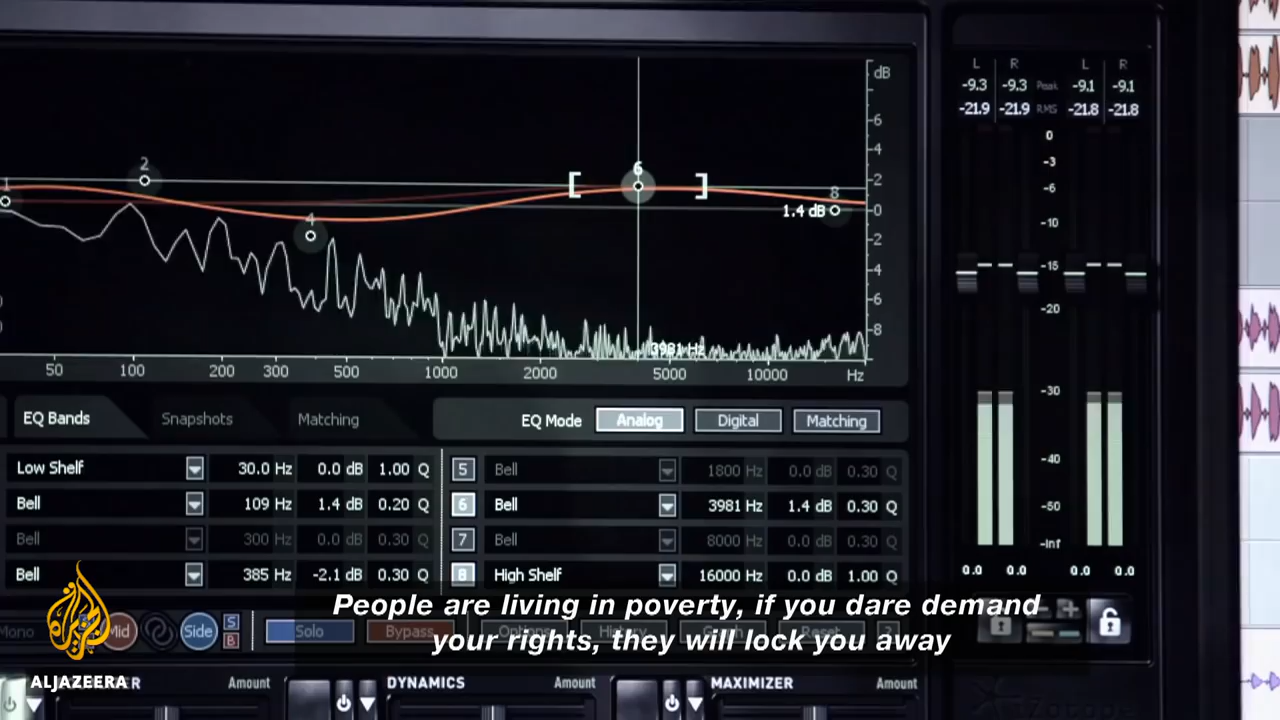 L R L R
-9.3 -9.3 Peak -9.1 -9.1
-21.9 -21.9 RMS -21.8 -21.8
dB
6
4
2
0
-2
-4
-6
-8
1 2 4 6 8
1.4 dB
3981 Hz
50 100 200 300 500 1000 2000 5000 10000 Hz
0
-3
-6
-10
-15
-20
-30
-40
-50
-Inf
0.0 0.0 0.0 0.0
EQ Bands Snapshots Matching EQ Mode Analog Digital Matching
Low Shelf 30.0 Hz 0.0 dB 1.00 Q 5 Bell 1800 Hz 0.0 dB 0.30 Q
Bell 109 Hz 1.4 dB 0.20 Q 6 Bell 3981 Hz 1.4 dB 0.30 Q
Bell 300 Hz 0.0 dB 0.30 Q 7 Bell 8000 Hz 0.0 dB 0.30 Q
Bell 385 Hz -2.1 dB 0.30 Q 8 High Shelf 16000 Hz 0.0 dB 1.00 Q
Mono Mid Side S B Solo Bypass Options History Graph Reset ?
People are living in poverty, if you dare demand
your rights, they will lock you away
ALJAZEERA
Amount DYNAMICS Amount MAXIMIZER Amount